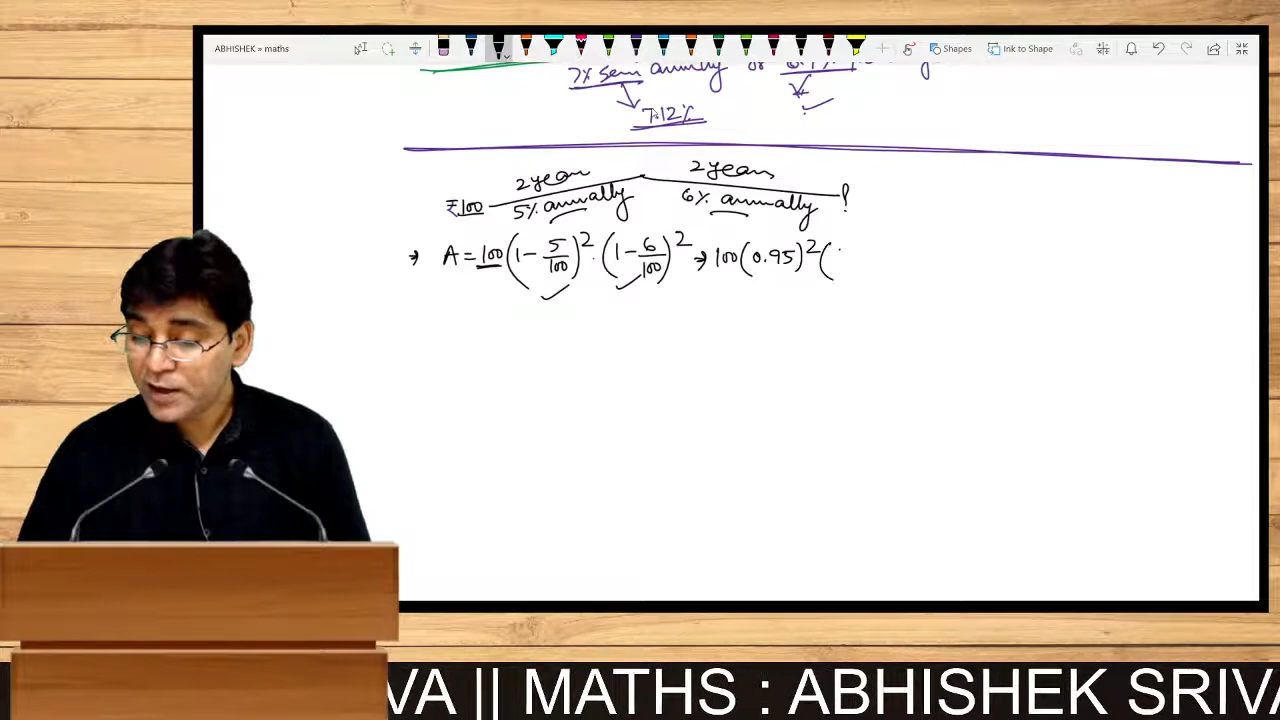 ABHISHEK » maths
Shapes
Ink to Shape
7% semi annually or
7.12%
2 years 2 years
₹100 5% annually 6% annually ?
→ A = 100 (1 - 5/100)² · (1 - 6/100)² → 100 (0.95)² (
VA || MATHS : ABHISHEK SRIVA